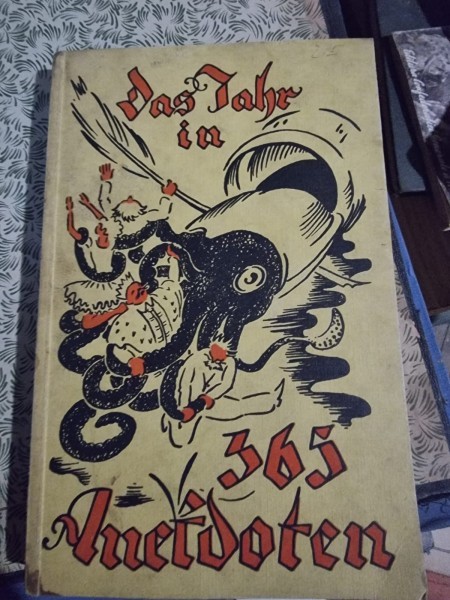 Das Jahr
in
365
Anekdoten